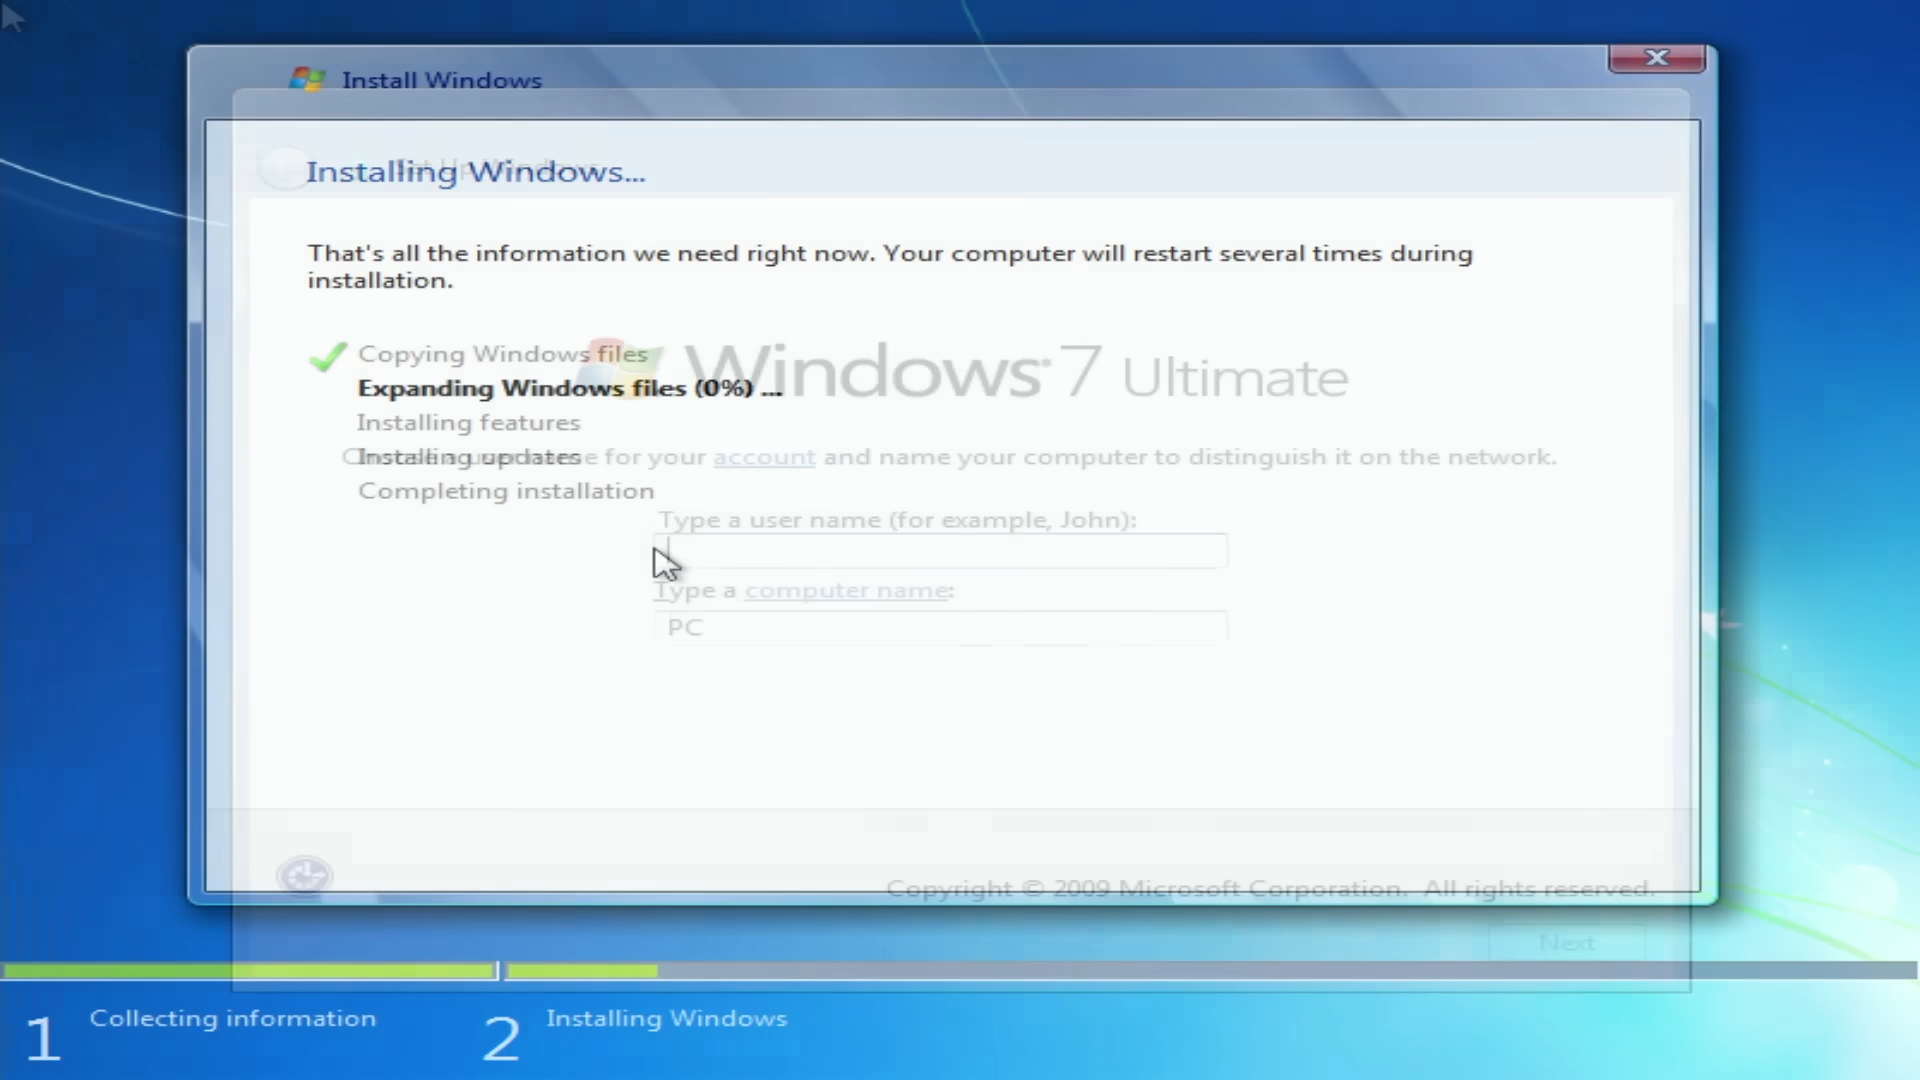 Install Windows
Set Up Windows
Installing Windows...
That's all the information we need right now. Your computer will restart several times during
installation.
Copying Windows files
Windows 7 Ultimate
Expanding Windows files (0%) ...
Installing features
Installing updates
name for your account and name your computer to distinguish it on the network.
Completing installation
Type a user name (for example, John):
Type a computer name:
PC
Copyright © 2009 Microsoft Corporation. All rights reserved.
Next
1 Collecting information
2 Installing Windows